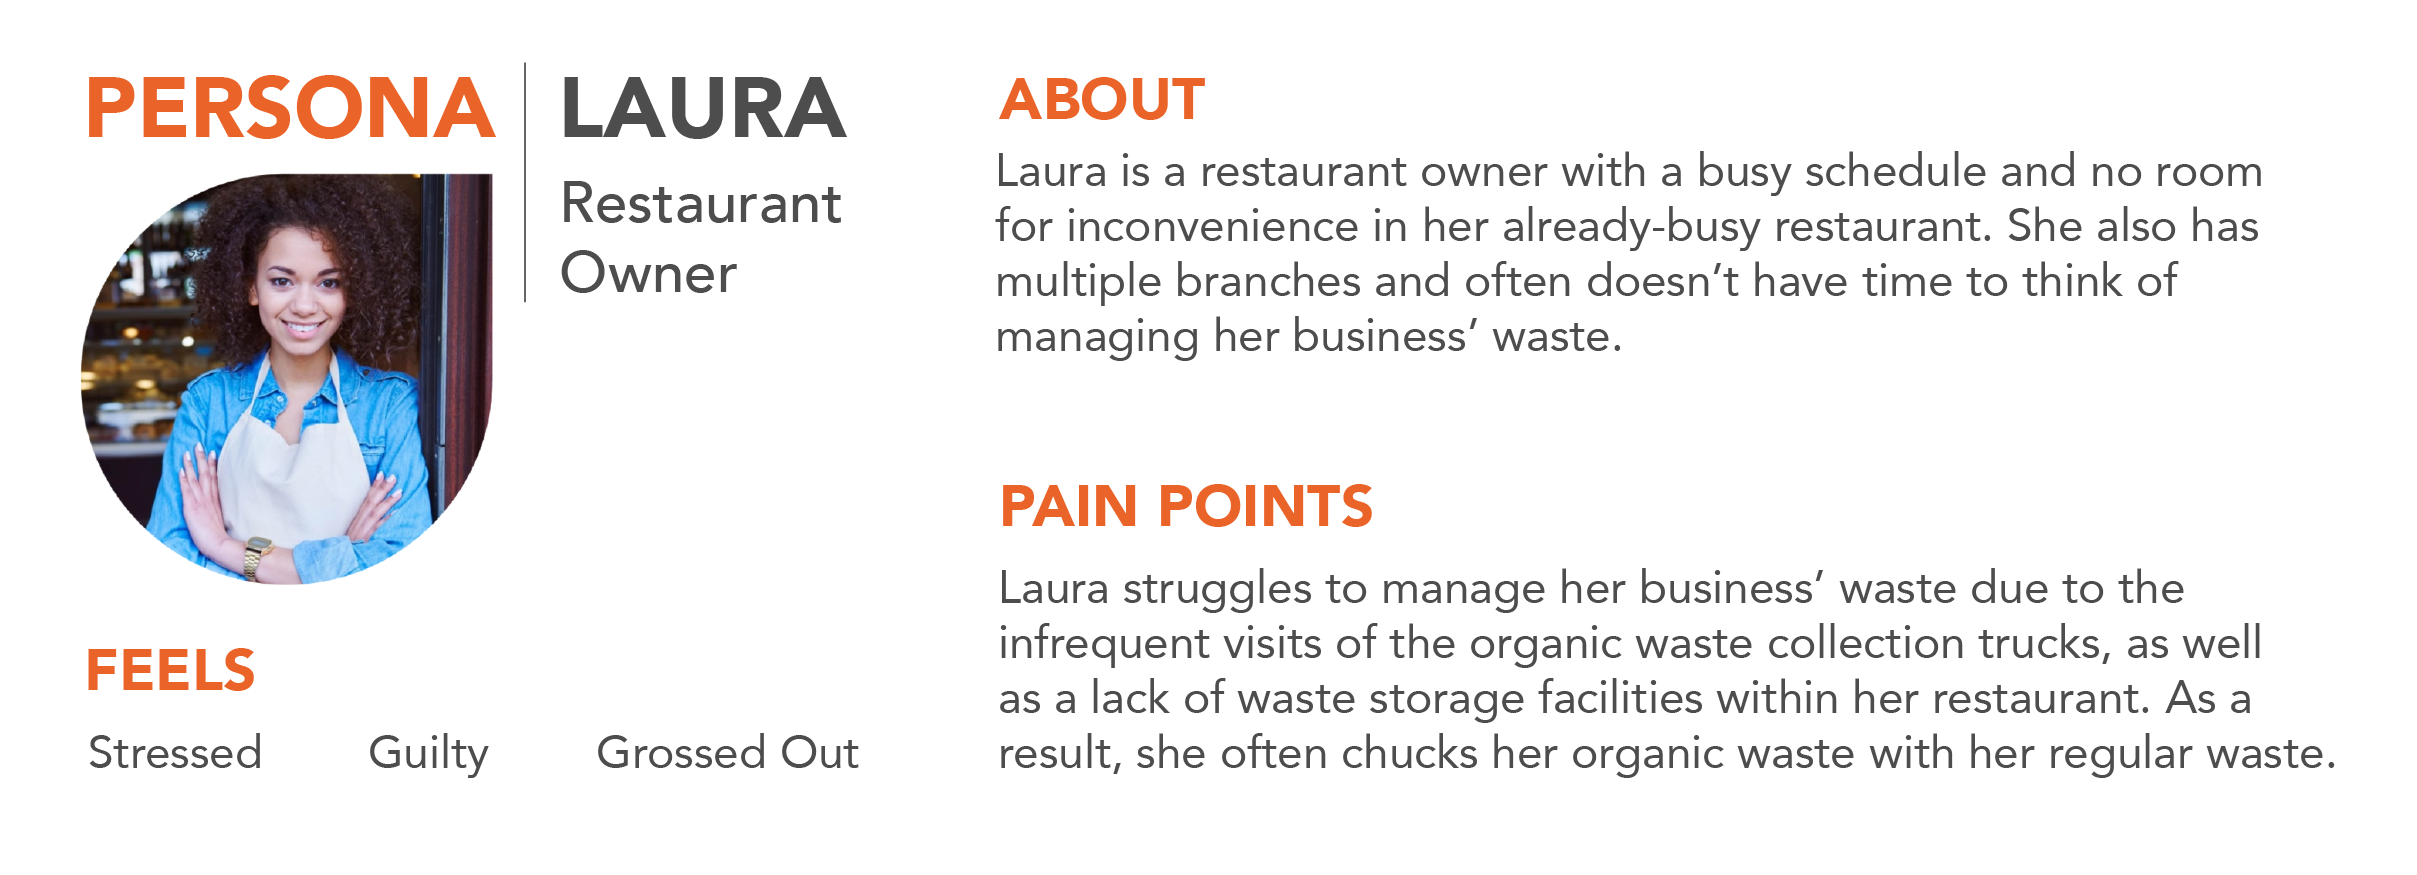 PERSONA
LAURA
Restaurant
Owner
FEELS
Stressed Guilty Grossed Out
ABOUT
Laura is a restaurant owner with a busy schedule and no room
for inconvenience in her already-busy restaurant. She also has
multiple branches and often doesn’t have time to think of
managing her business’ waste.
PAIN POINTS
Laura struggles to manage her business’ waste due to the
infrequent visits of the organic waste collection trucks, as well
as a lack of waste storage facilities within her restaurant. As a
result, she often chucks her organic waste with her regular waste.